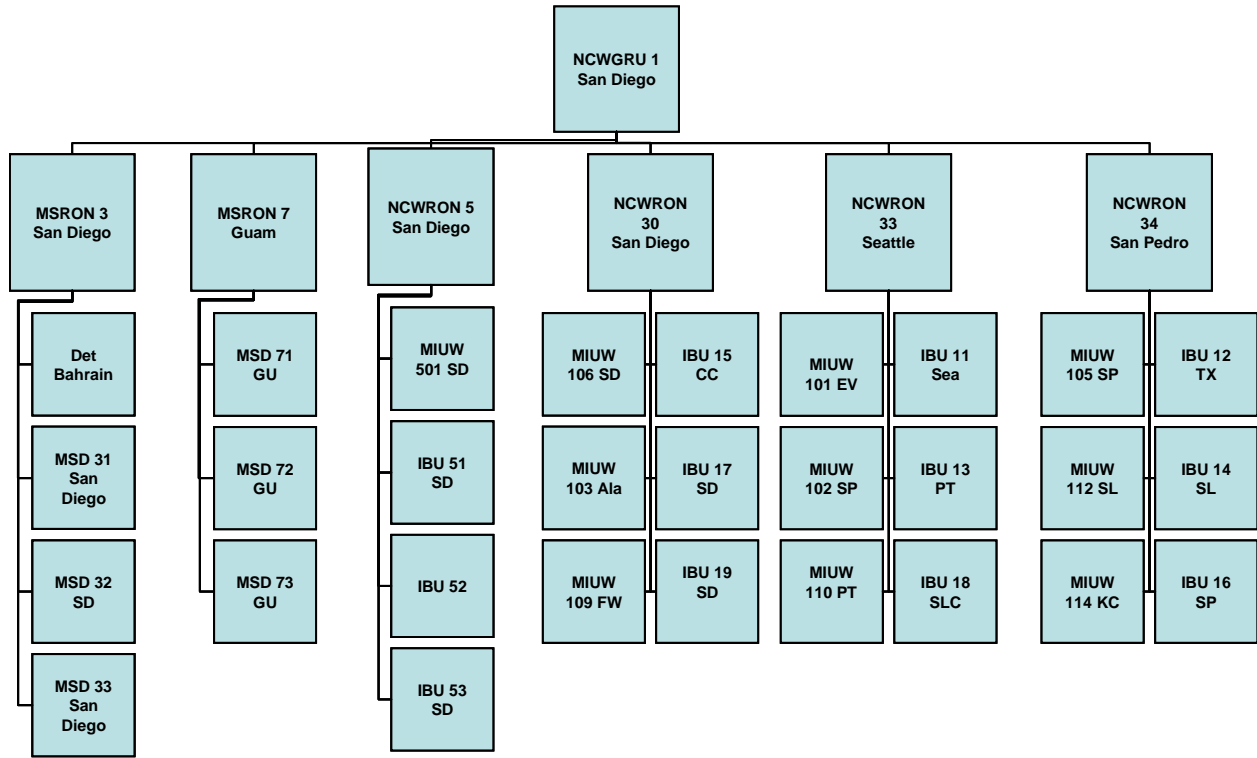 NCWGRU 1
San Diego
MSRON 3
San Diego
MSRON 7
Guam
NCWRON 5
San Diego
NCWRON
30
San Diego
NCWRON
33
Seattle
NCWRON
34
San Pedro
Det
Bahrain
MSD 31
San
Diego
MSD 32
SD
MSD 33
San
Diego
MSD 71
GU
MSD 72
GU
MSD 73
GU
MIUW
501 SD
IBU 51
SD
IBU 52
IBU 53
SD
MIUW
106 SD
IBU 15
CC
MIUW
103 Ala
IBU 17
SD
MIUW
109 FW
IBU 19
SD
MIUW
101 EV
IBU 11
Sea
MIUW
102 SP
IBU 13
PT
MIUW
110 PT
IBU 18
SLC
MIUW
105 SP
IBU 12
TX
MIUW
112 SL
IBU 14
SL
MIUW
114 KC
IBU 16
SP